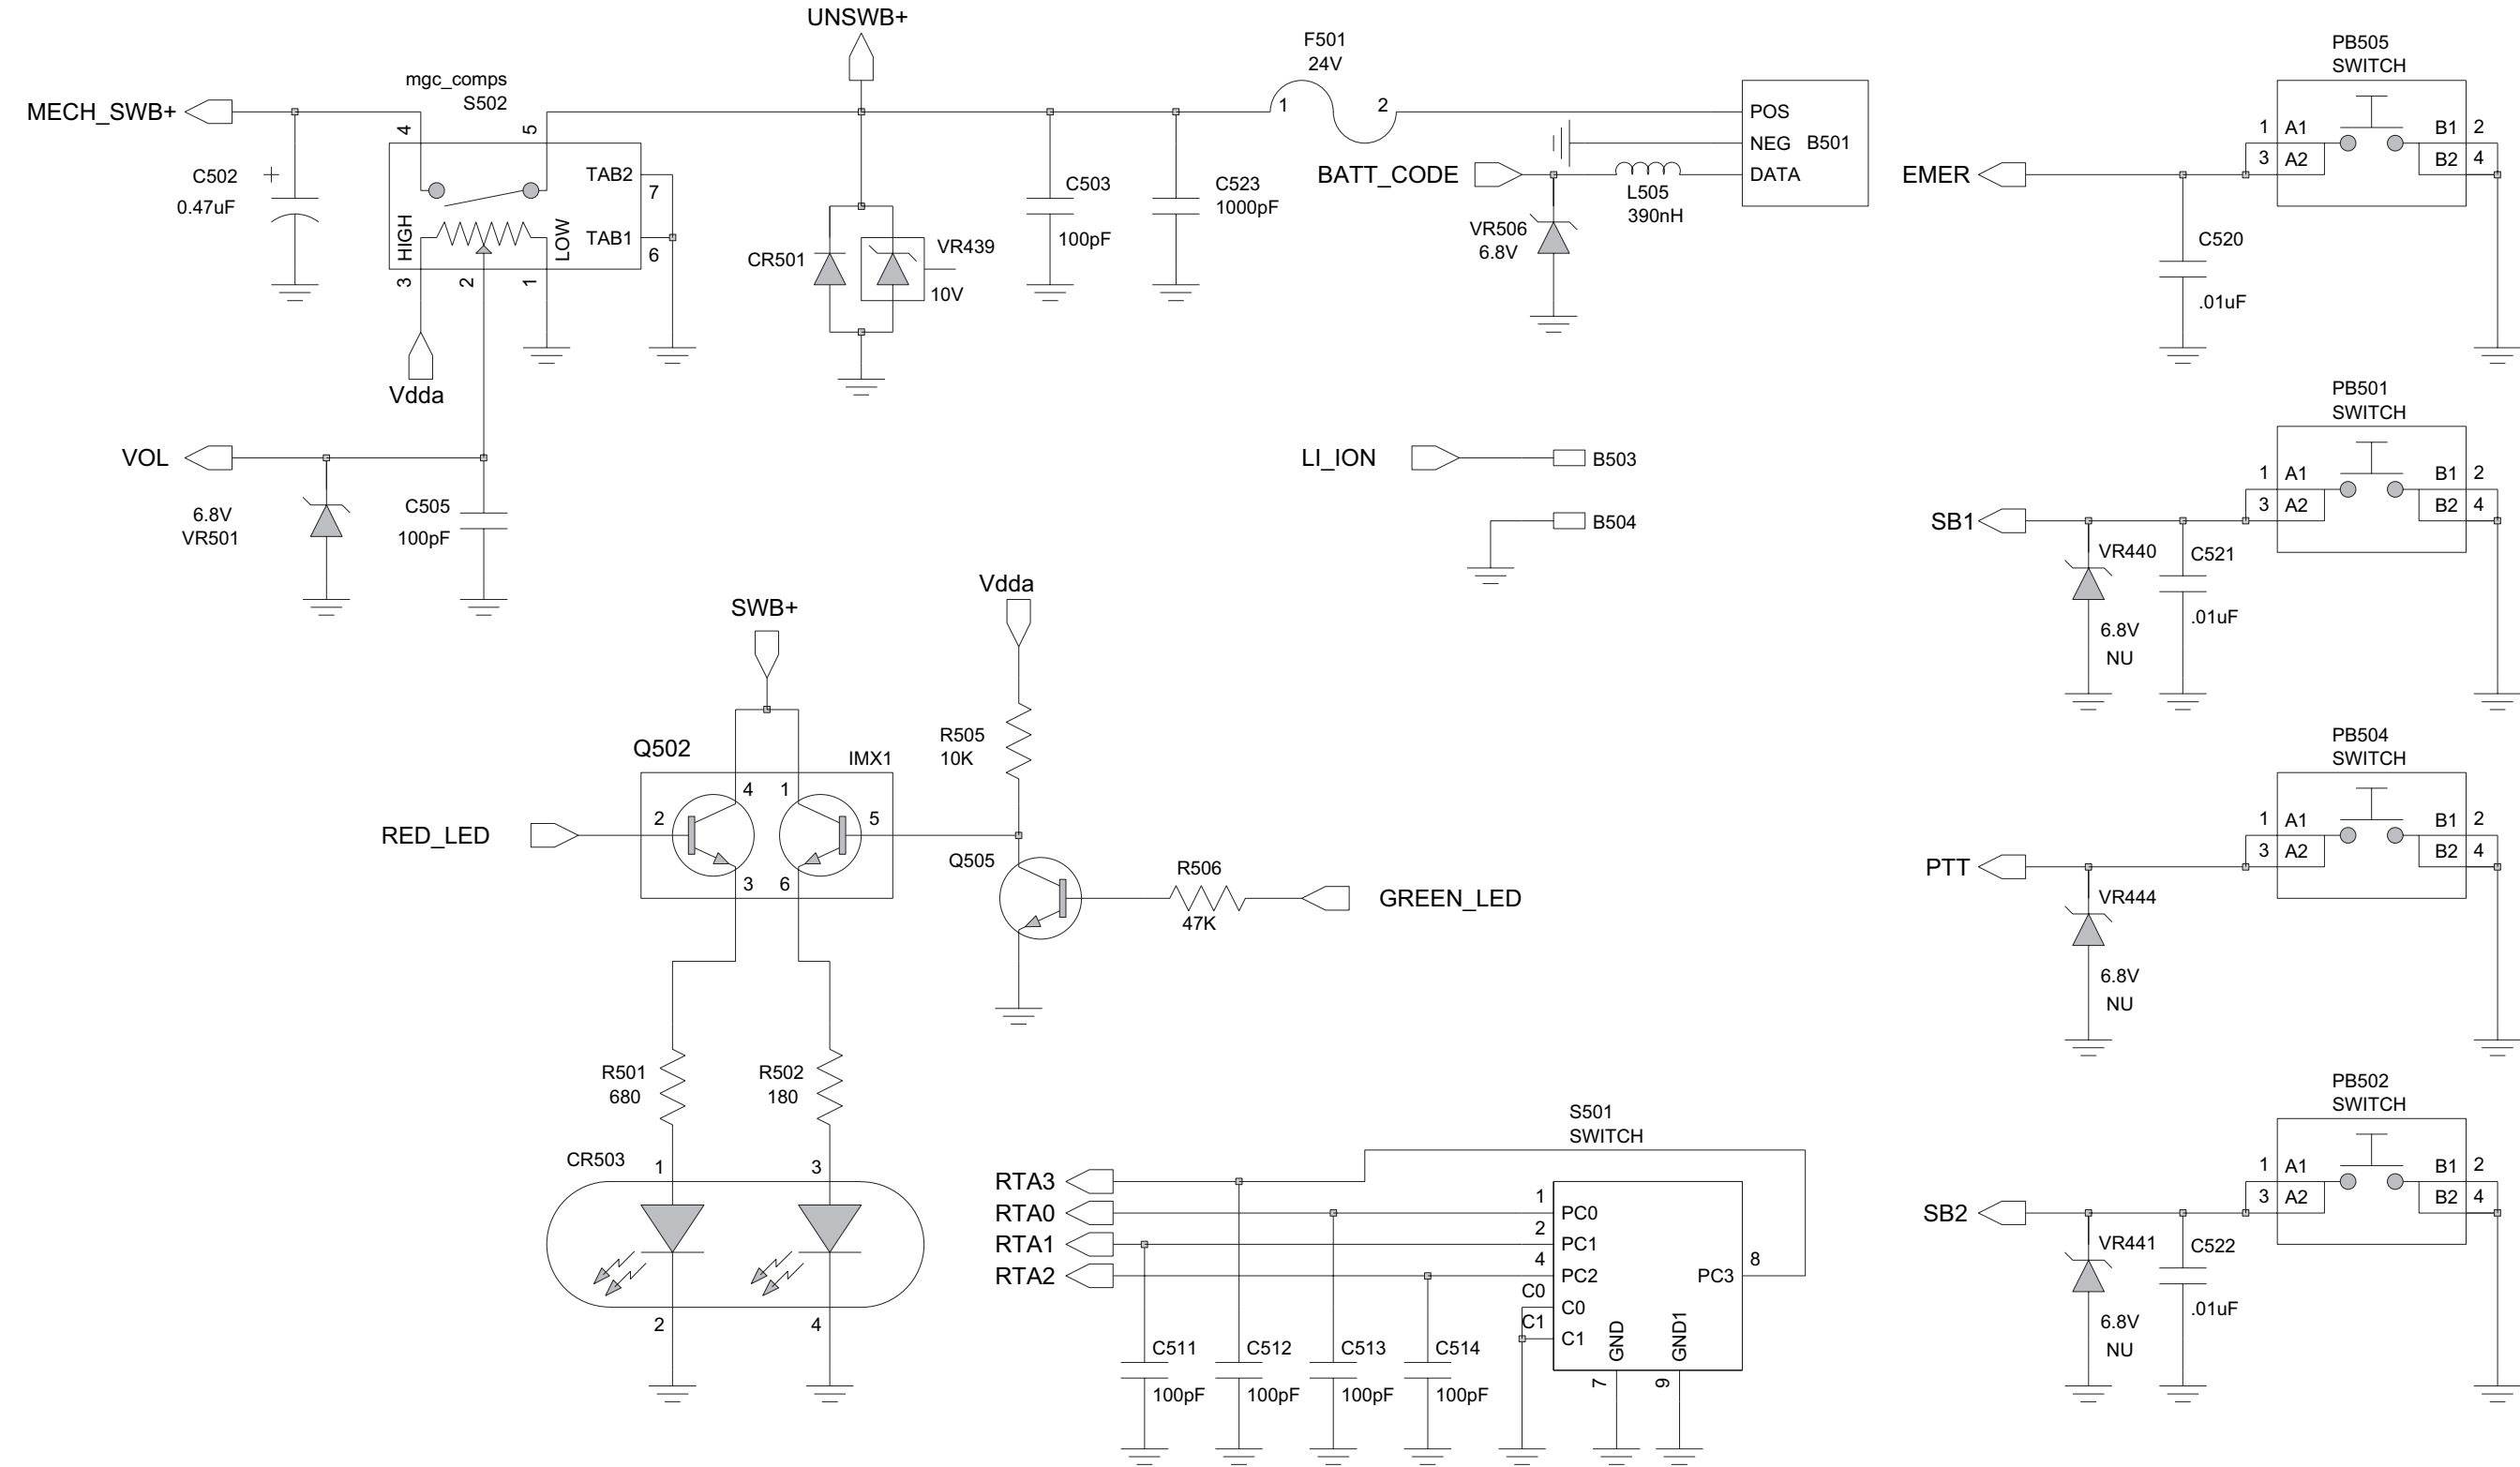 UNSWB+
F501
24V
PB505
SWITCH
mgc_comps
S502
MECH_SWB+
4
5
1
2
POS
NEG
B501
DATA
BATT_CODE
L505
390nH
VR506
6.8V
C502
+
0.47uF
HIGH
LOW
TAB2
7
TAB1
6
3
2
1
Vdda
CR501
VR439
10V
C503
100pF
C523
1000pF
1
A1
B1
2
3
A2
B2
4
EMER
C520
.01uF
VOL
6.8V
VR501
C505
100pF
LI_ION
B503
B504
PB501
SWITCH
1
A1
B1
2
3
A2
B2
4
SB1
VR440
C521
.01uF
6.8V
NU
SWB+
Vdda
R505
10K
Q502
IMX1
4
1
2
5
3
6
RED_LED
Q505
R506
47K
GREEN_LED
PB504
SWITCH
1
A1
B1
2
3
A2
B2
4
PTT
VR444
6.8V
NU
R501
680
R502
180
CR503
1
3
2
4
S501
SWITCH
RTA3
RTA0
RTA1
RTA2
1
PC0
2
PC1
4
PC2
PC3
8
C0
C0
C1
C1
GND
GND1
7
9
C511
100pF
C512
100pF
C513
100pF
C514
100pF
PB502
SWITCH
1
A1
B1
2
3
A2
B2
4
SB2
VR441
C522
.01uF
6.8V
NU